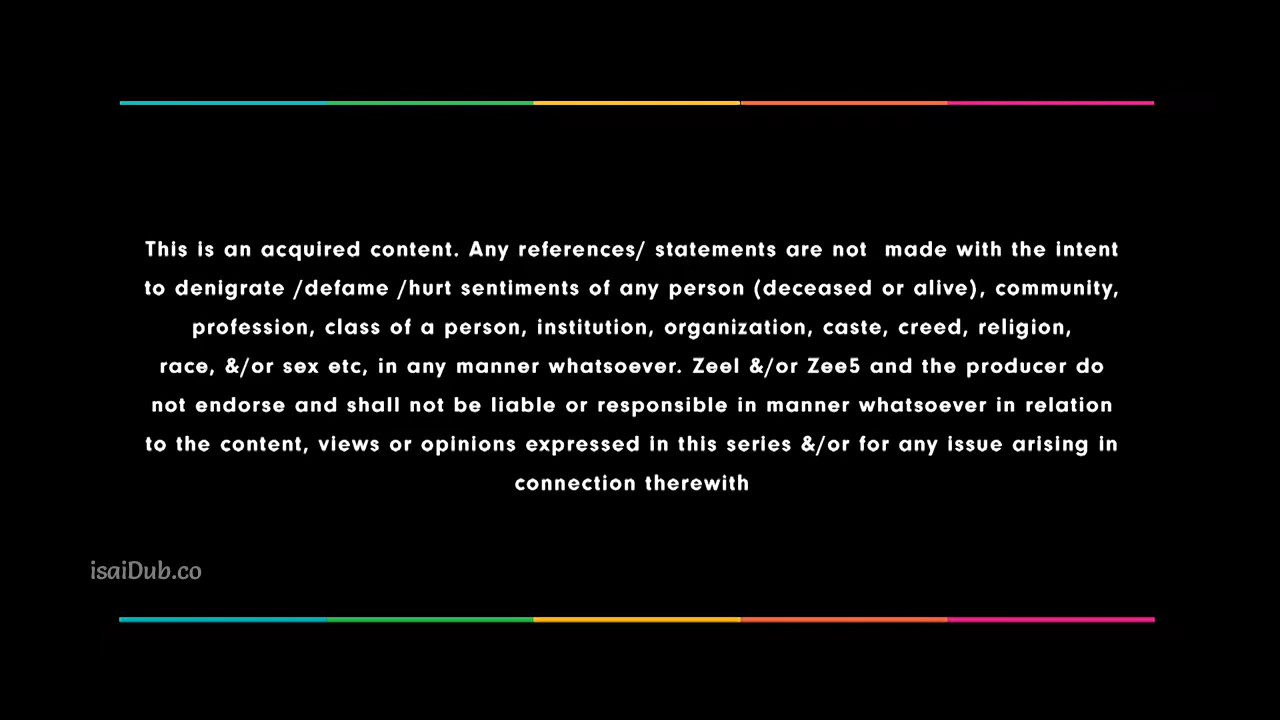 This is an acquired content. Any references/ statements are not  made with the intent
to denigrate /defame /hurt sentiments of any person (deceased or alive), community,
profession, class of a person, institution, organization, caste, creed, religion,
race, &/or sex etc, in any manner whatsoever. Zeel &/or Zee5 and the producer do
not endorse and shall not be liable or responsible in manner whatsoever in relation
to the content, views or opinions expressed in this series &/or for any issue arising in
connection therewith
isaiDub.co